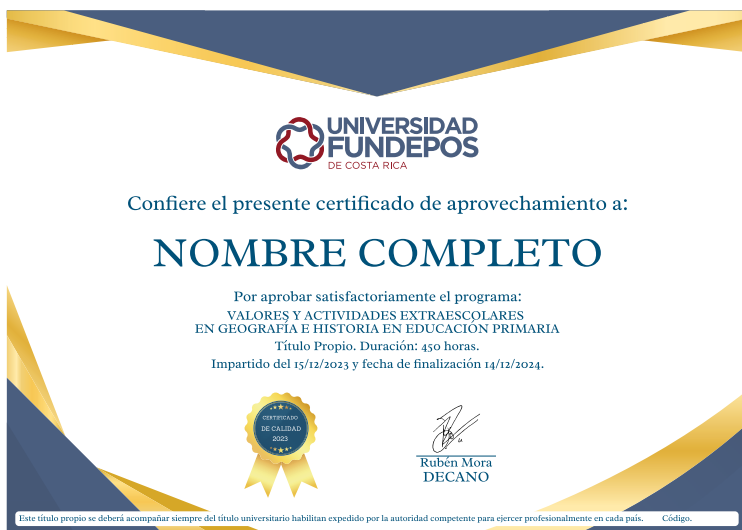 UNIVERSIDAD
FUNDEPOS
DE COSTA RICA
Confiere el presente certificado de aprovechamiento a:
NOMBRE COMPLETO
Por aprobar satisfactoriamente el programa:
VALORES Y ACTIVIDADES EXTRAESCOLARES
EN GEOGRAFÍA E HISTORIA EN EDUCACIÓN PRIMARIA
Título Propio. Duración: 450 horas.
Impartido del 15/12/2023 y fecha de finalización 14/12/2024.
CERTIFICADO
DE CALIDAD
2023
Rubén Mora
DECANO
Este título propio se deberá acompañar siempre del título universitario habilitan expedido por la autoridad competente para ejercer profesionalmente en cada país. Código.